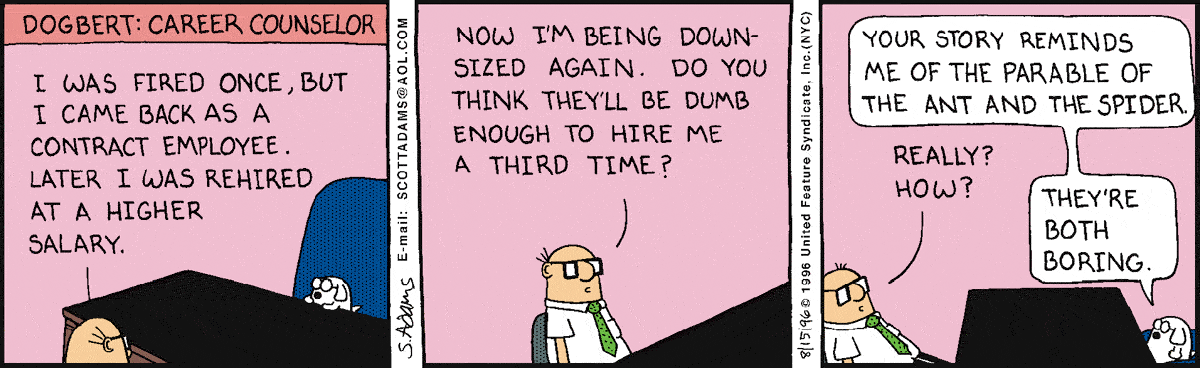 DOGBERT: CAREER COUNSELOR
I WAS FIRED ONCE, BUT
I CAME BACK AS A
CONTRACT EMPLOYEE.
LATER I WAS REHIRED
AT A HIGHER
SALARY.
S. Adams E-mail: SCOTTADAMS@AOL.COM
NOW I'M BEING DOWN-
SIZED AGAIN. DO YOU
THINK THEY'LL BE DUMB
ENOUGH TO HIRE ME
A THIRD TIME?
8/15/96 © 1996 United Feature Syndicate, Inc.(NYC)
YOUR STORY REMINDS
ME OF THE PARABLE OF
THE ANT AND THE SPIDER.
REALLY?
HOW?
THEY'RE
BOTH
BORING.